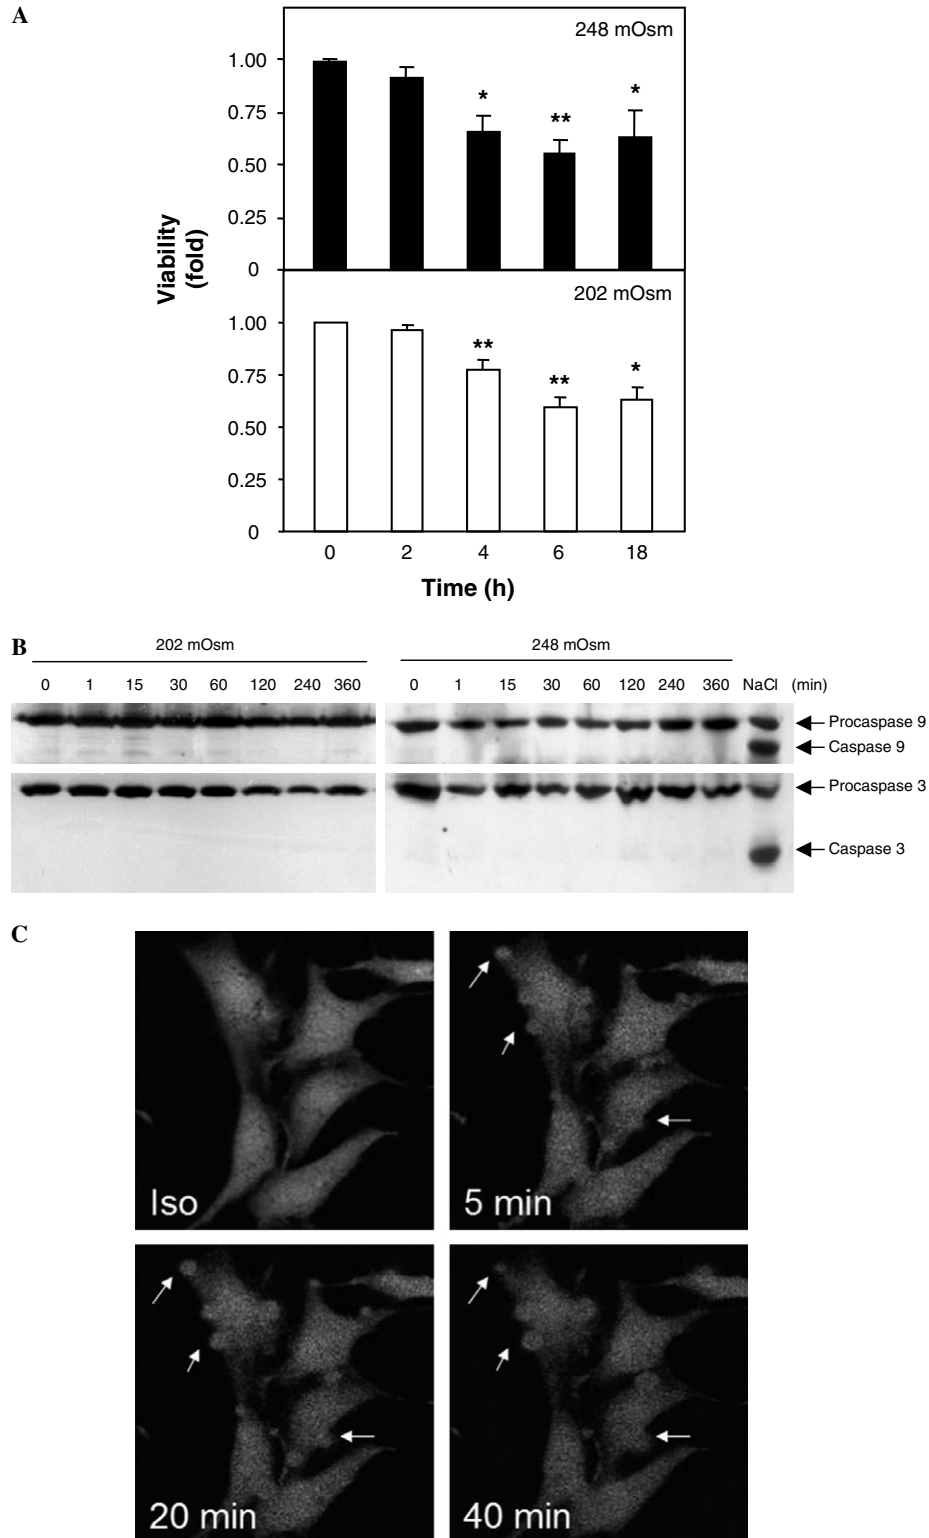 A
248 mOsm
1.00
*
**
*
0.75
0.50
0.25
0
Viability
(fold)
202 mOsm
1.00
**
**
*
0.75
0.50
0.25
0
0 2 4 6 18
Time (h)
B
202 mOsm 248 mOsm
0 1 15 30 60 120 240 360 0 1 15 30 60 120 240 360 NaCl (min)
Procaspase 9
Caspase 9
Procaspase 3
Caspase 3
C
Iso 5 min
20 min 40 min